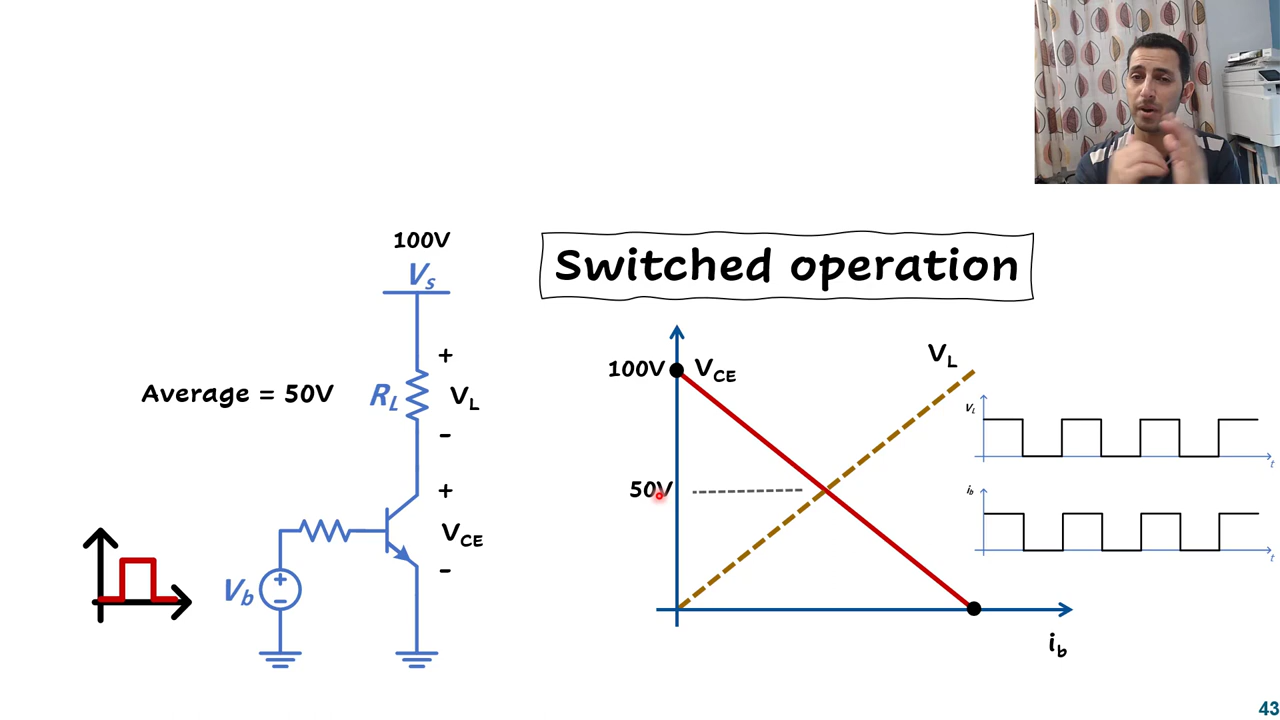 100V
Vs
Switched operation
+
Average = 50V
RL
VL
-
+
VCE
-
Vb
+
-
100V
VCE
VL
50V
ib
VL
t
ib
t
43